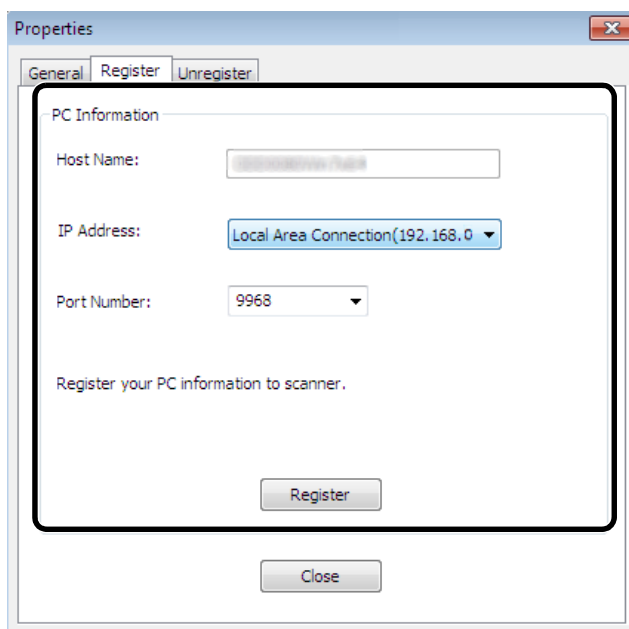 Properties
General Register Unregister
PC Information
Host Name:
IP Address: Local Area Connection(192.168.0
Port Number: 9968
Register your PC information to scanner.
Register
Close